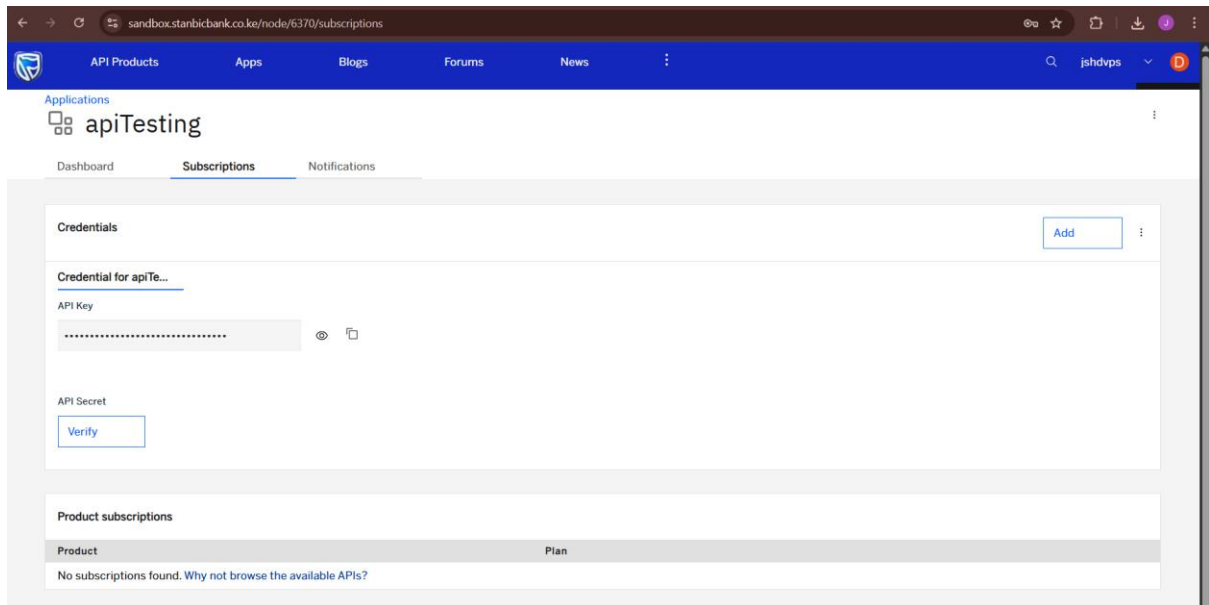 sandbox.stanbicbank.co.ke/node/6370/subscriptions
J
API Products Apps Blogs Forums News jshdvps D
Applications
apiTesting
Dashboard Subscriptions Notifications
Credentials
Add
Credential for apiTe...
API Key
••••••••••••••••••••••••••••••••
API Secret
Verify
Product subscriptions
Product Plan
No subscriptions found. Why not browse the available APIs?